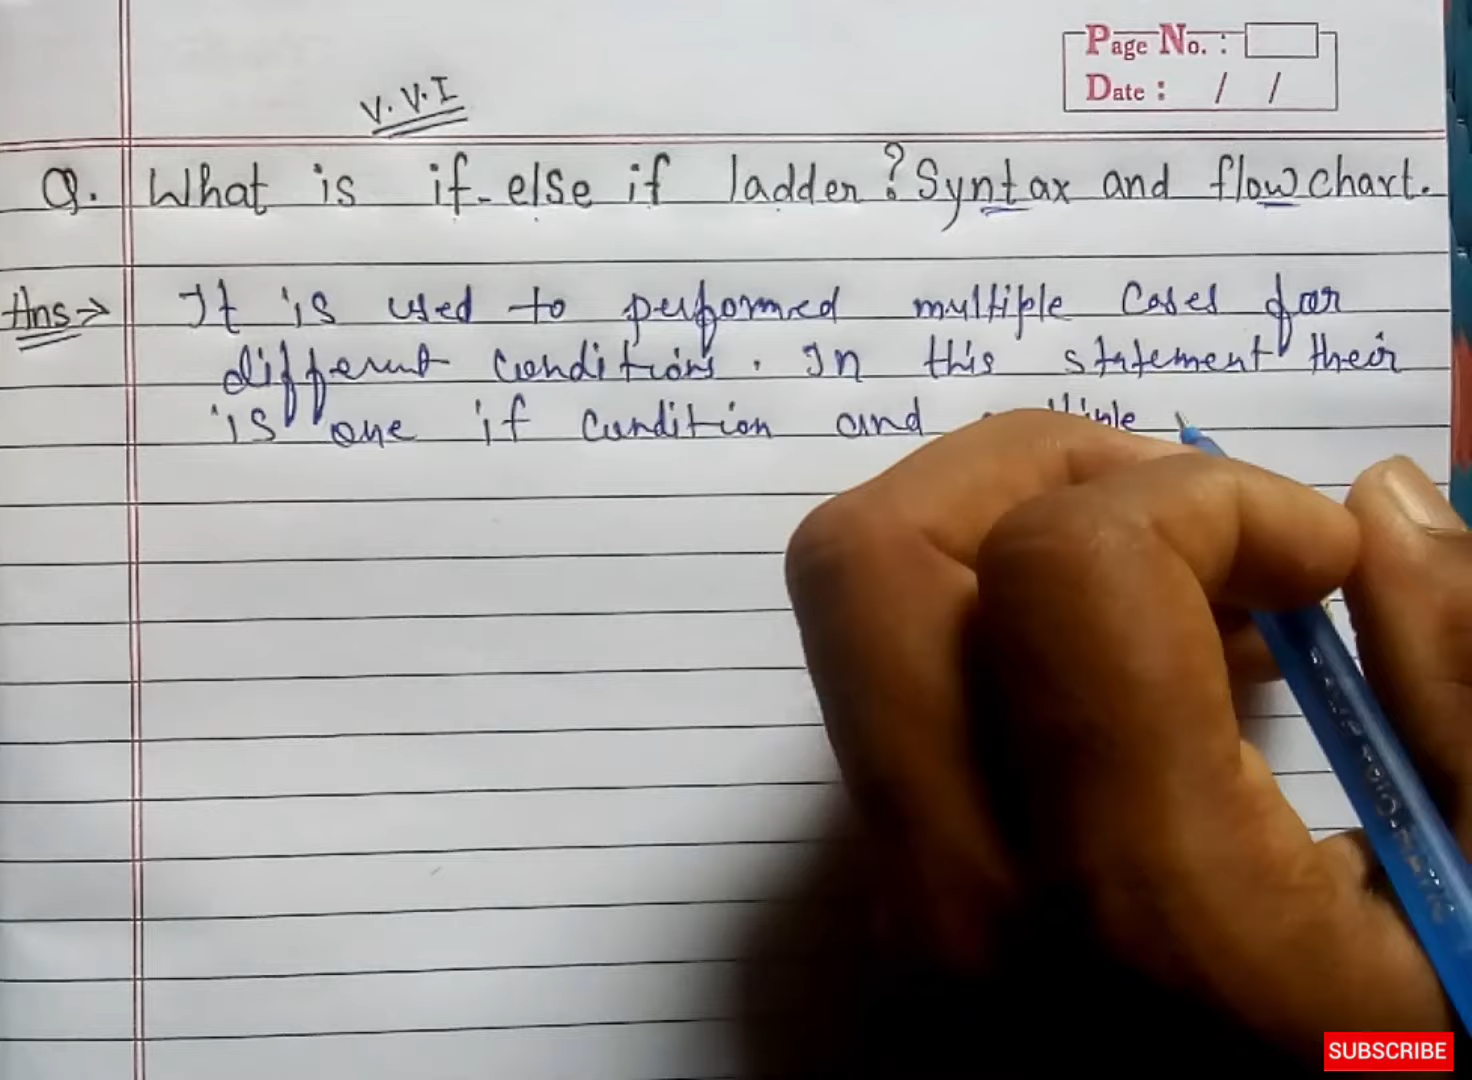 Page No. :
Date : / /
V.V.I
Q. What is if-else if ladder? Syntax and flowchart.
Ans→ It is used to performed multiple cases for
different conditions. In this statement their
is one if condition and
SUBSCRIBE